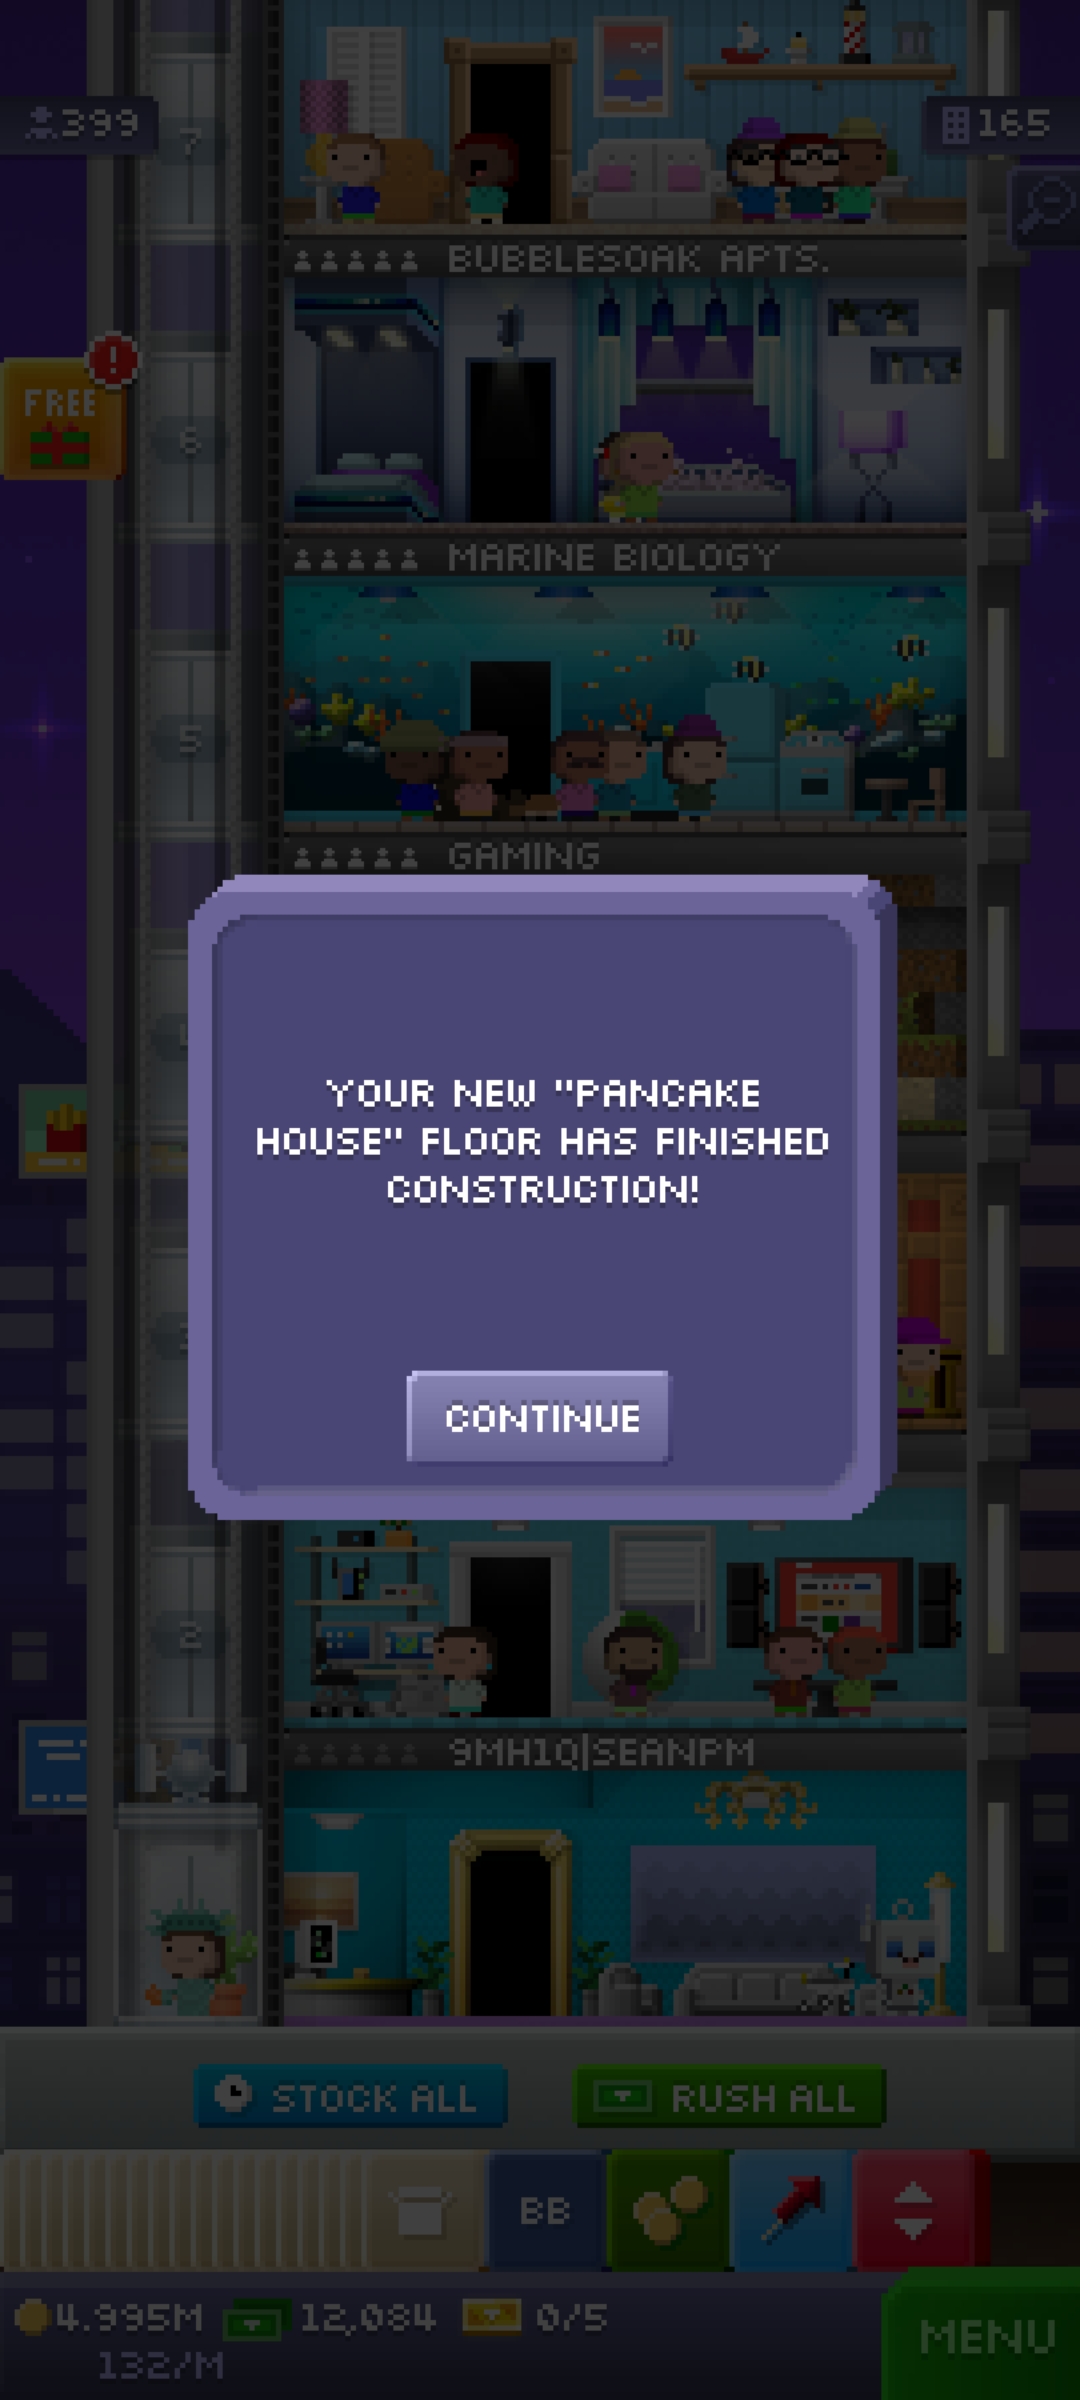 399
7
165
BUBBLESOAK APTS.
FREE
!
6
MARINE BIOLOGY
5
GAMING
YOUR NEW "PANCAKE
HOUSE" FLOOR HAS FINISHED
CONSTRUCTION!
CONTINUE
2
9MH1Q|SEANPM
STOCK ALL
RUSH ALL
BB
4.995M
12,084
0/5
132/M
MENU